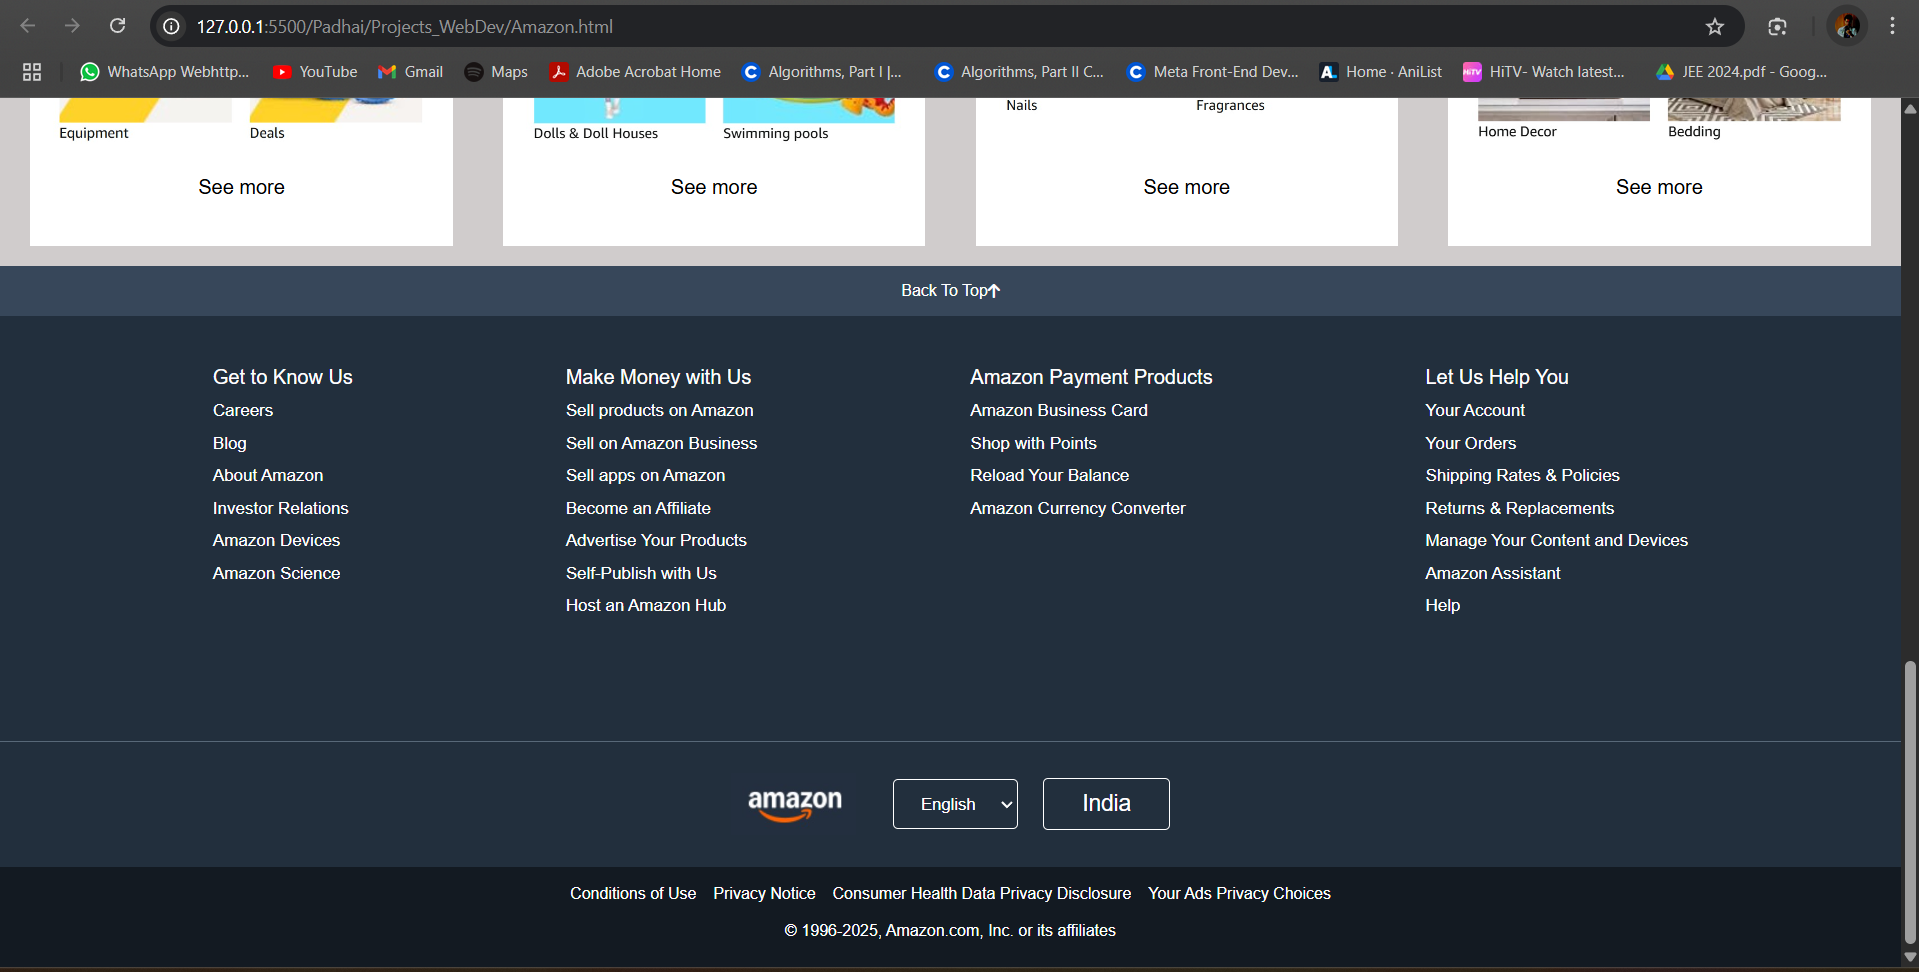 127.0.0.1:5500/Padhai/Projects_WebDev/Amazon.html
WhatsApp Webhttp... YouTube Gmail Maps Adobe Acrobat Home Algorithms, Part I |... Algorithms, Part II C... Meta Front-End Dev... A. Home · AniList HiTV HiTV- Watch latest... JEE 2024.pdf - Goog...
Nails Fragrances
Equipment Deals Dolls & Doll Houses Swimming pools Home Decor Bedding
See more See more See more See more
Back To Top
Get to Know Us
Careers
Blog
About Amazon
Investor Relations
Amazon Devices
Amazon Science
Make Money with Us
Sell products on Amazon
Sell on Amazon Business
Sell apps on Amazon
Become an Affiliate
Advertise Your Products
Self-Publish with Us
Host an Amazon Hub
Amazon Payment Products
Amazon Business Card
Shop with Points
Reload Your Balance
Amazon Currency Converter
Let Us Help You
Your Account
Your Orders
Shipping Rates & Policies
Returns & Replacements
Manage Your Content and Devices
Amazon Assistant
Help
amazon English India
Conditions of Use Privacy Notice Consumer Health Data Privacy Disclosure Your Ads Privacy Choices
© 1996-2025, Amazon.com, Inc. or its affiliates